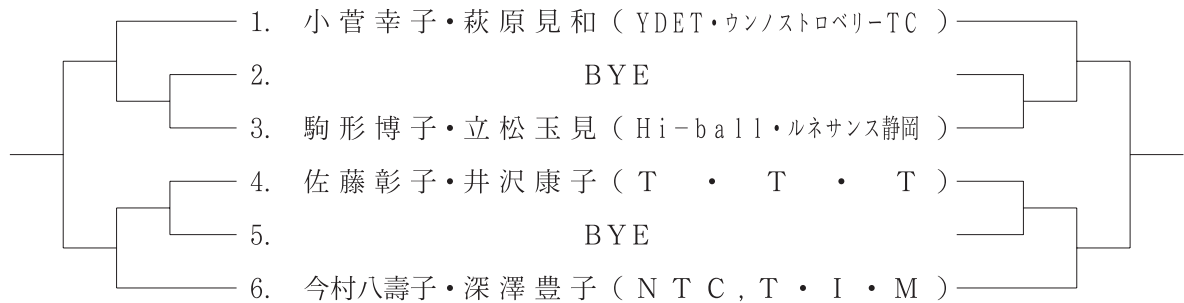 1. 小菅幸子・萩原見和（YDET・ウンノストロベリーTC）
2. BYE
3. 駒形博子・立松玉見（Hi-ball・ルネサンス静岡）
4. 佐藤彰子・井沢康子（T・T・T）
5. BYE
6. 今村八壽子・深澤豊子（NTC,T・I・M）